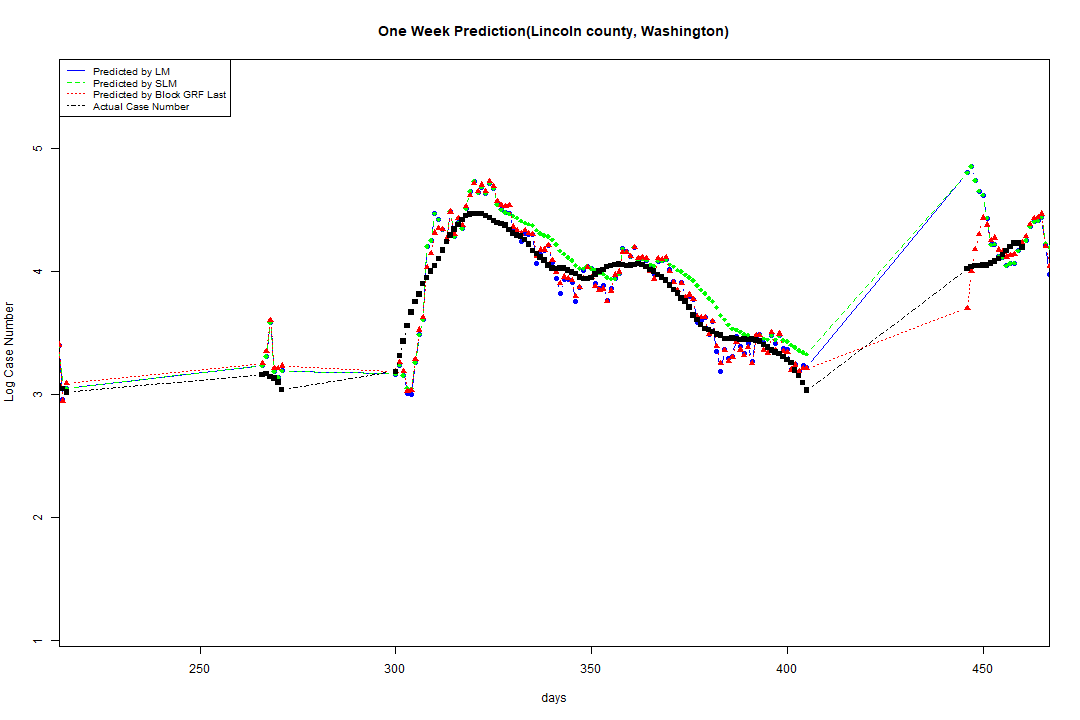 One Week Prediction(Lincoln county, Washington)
Predicted by LM
Predicted by SLM
Predicted by Block GRF Last
Actual Case Number
Log Case Number
5
4
3
2
1
250 300 350 400 450
days